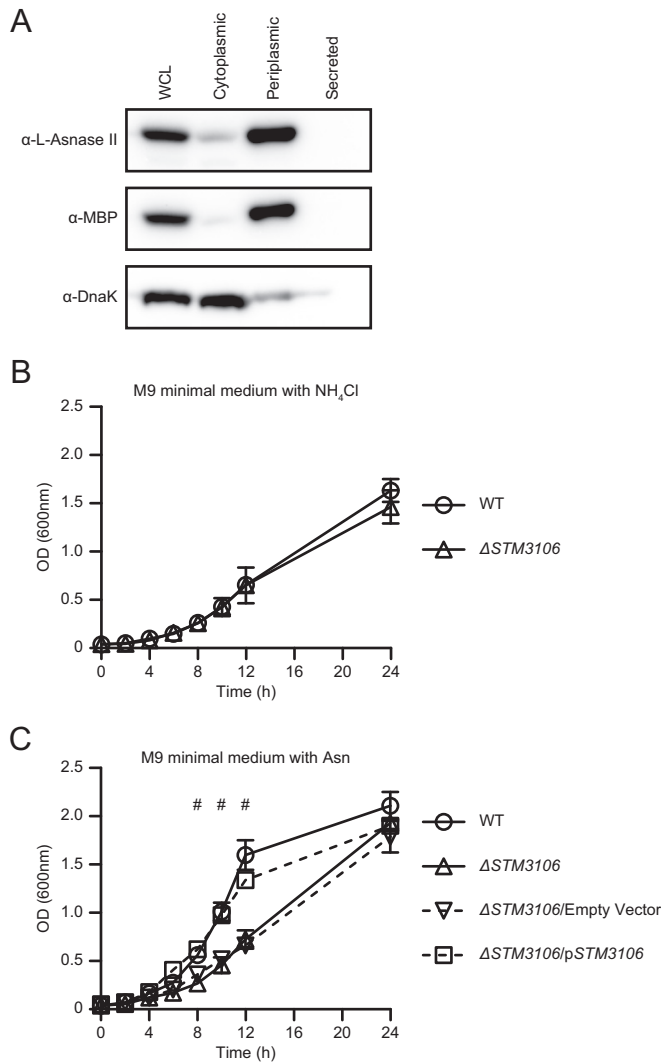 A
WCL
Cytoplasmic
Periplasmic
Secreted
α-L-Asnase II
α-MBP
α-DnaK
B
M9 minimal medium with NH₄Cl
2.5
2.0
1.5
1.0
0.5
0
OD (600nm)
0 4 8 12 16 20 24
Time (h)
WT
ΔSTM3106
C
M9 minimal medium with Asn
2.5
2.0
1.5
1.0
0.5
0
OD (600nm)
# # #
0 4 8 12 16 20 24
Time (h)
WT
ΔSTM3106
ΔSTM3106/Empty Vector
ΔSTM3106/pSTM3106